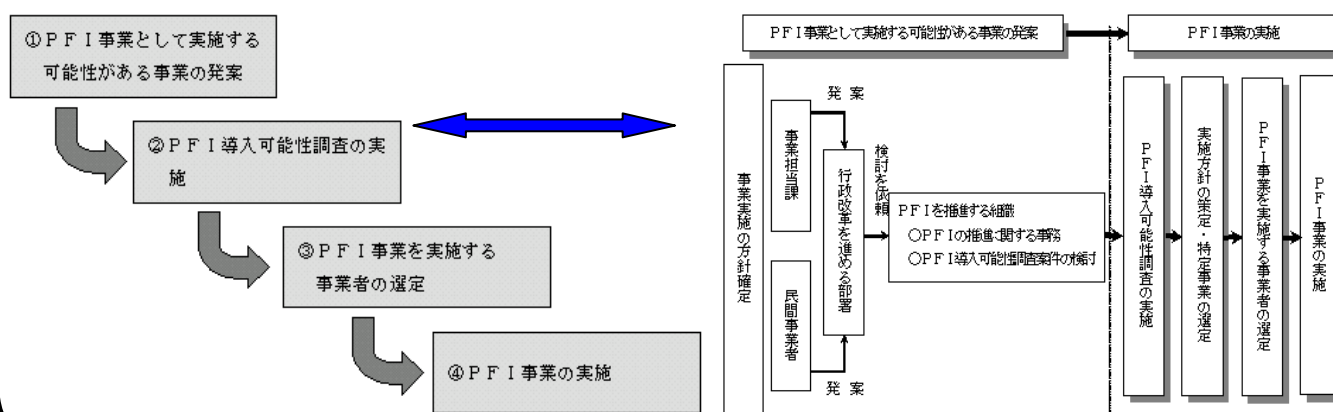 ①ＰＦＩ事業として実施する
可能性がある事業の発案
②ＰＦＩ導入可能性調査の実
施
③ＰＦＩ事業を実施する
事業者の選定
④ＰＦＩ事業の実施
ＰＦＩ事業として実施する可能性がある事業の発案
ＰＦＩ事業の実施
事業実施の方針確定
発 案
事業担当課
民間事業者
発 案
行政改革を進める部署
検討を依頼
ＰＦＩを推進する組織
○ＰＦＩの推進に関する事務
○ＰＦＩ導入可能性調査案件の検討
ＰＦＩ導入可能性調査の実施
実施方針の策定・特定事業の選定
ＰＦＩ事業を実施する事業者の選定
ＰＦＩ事業の実施